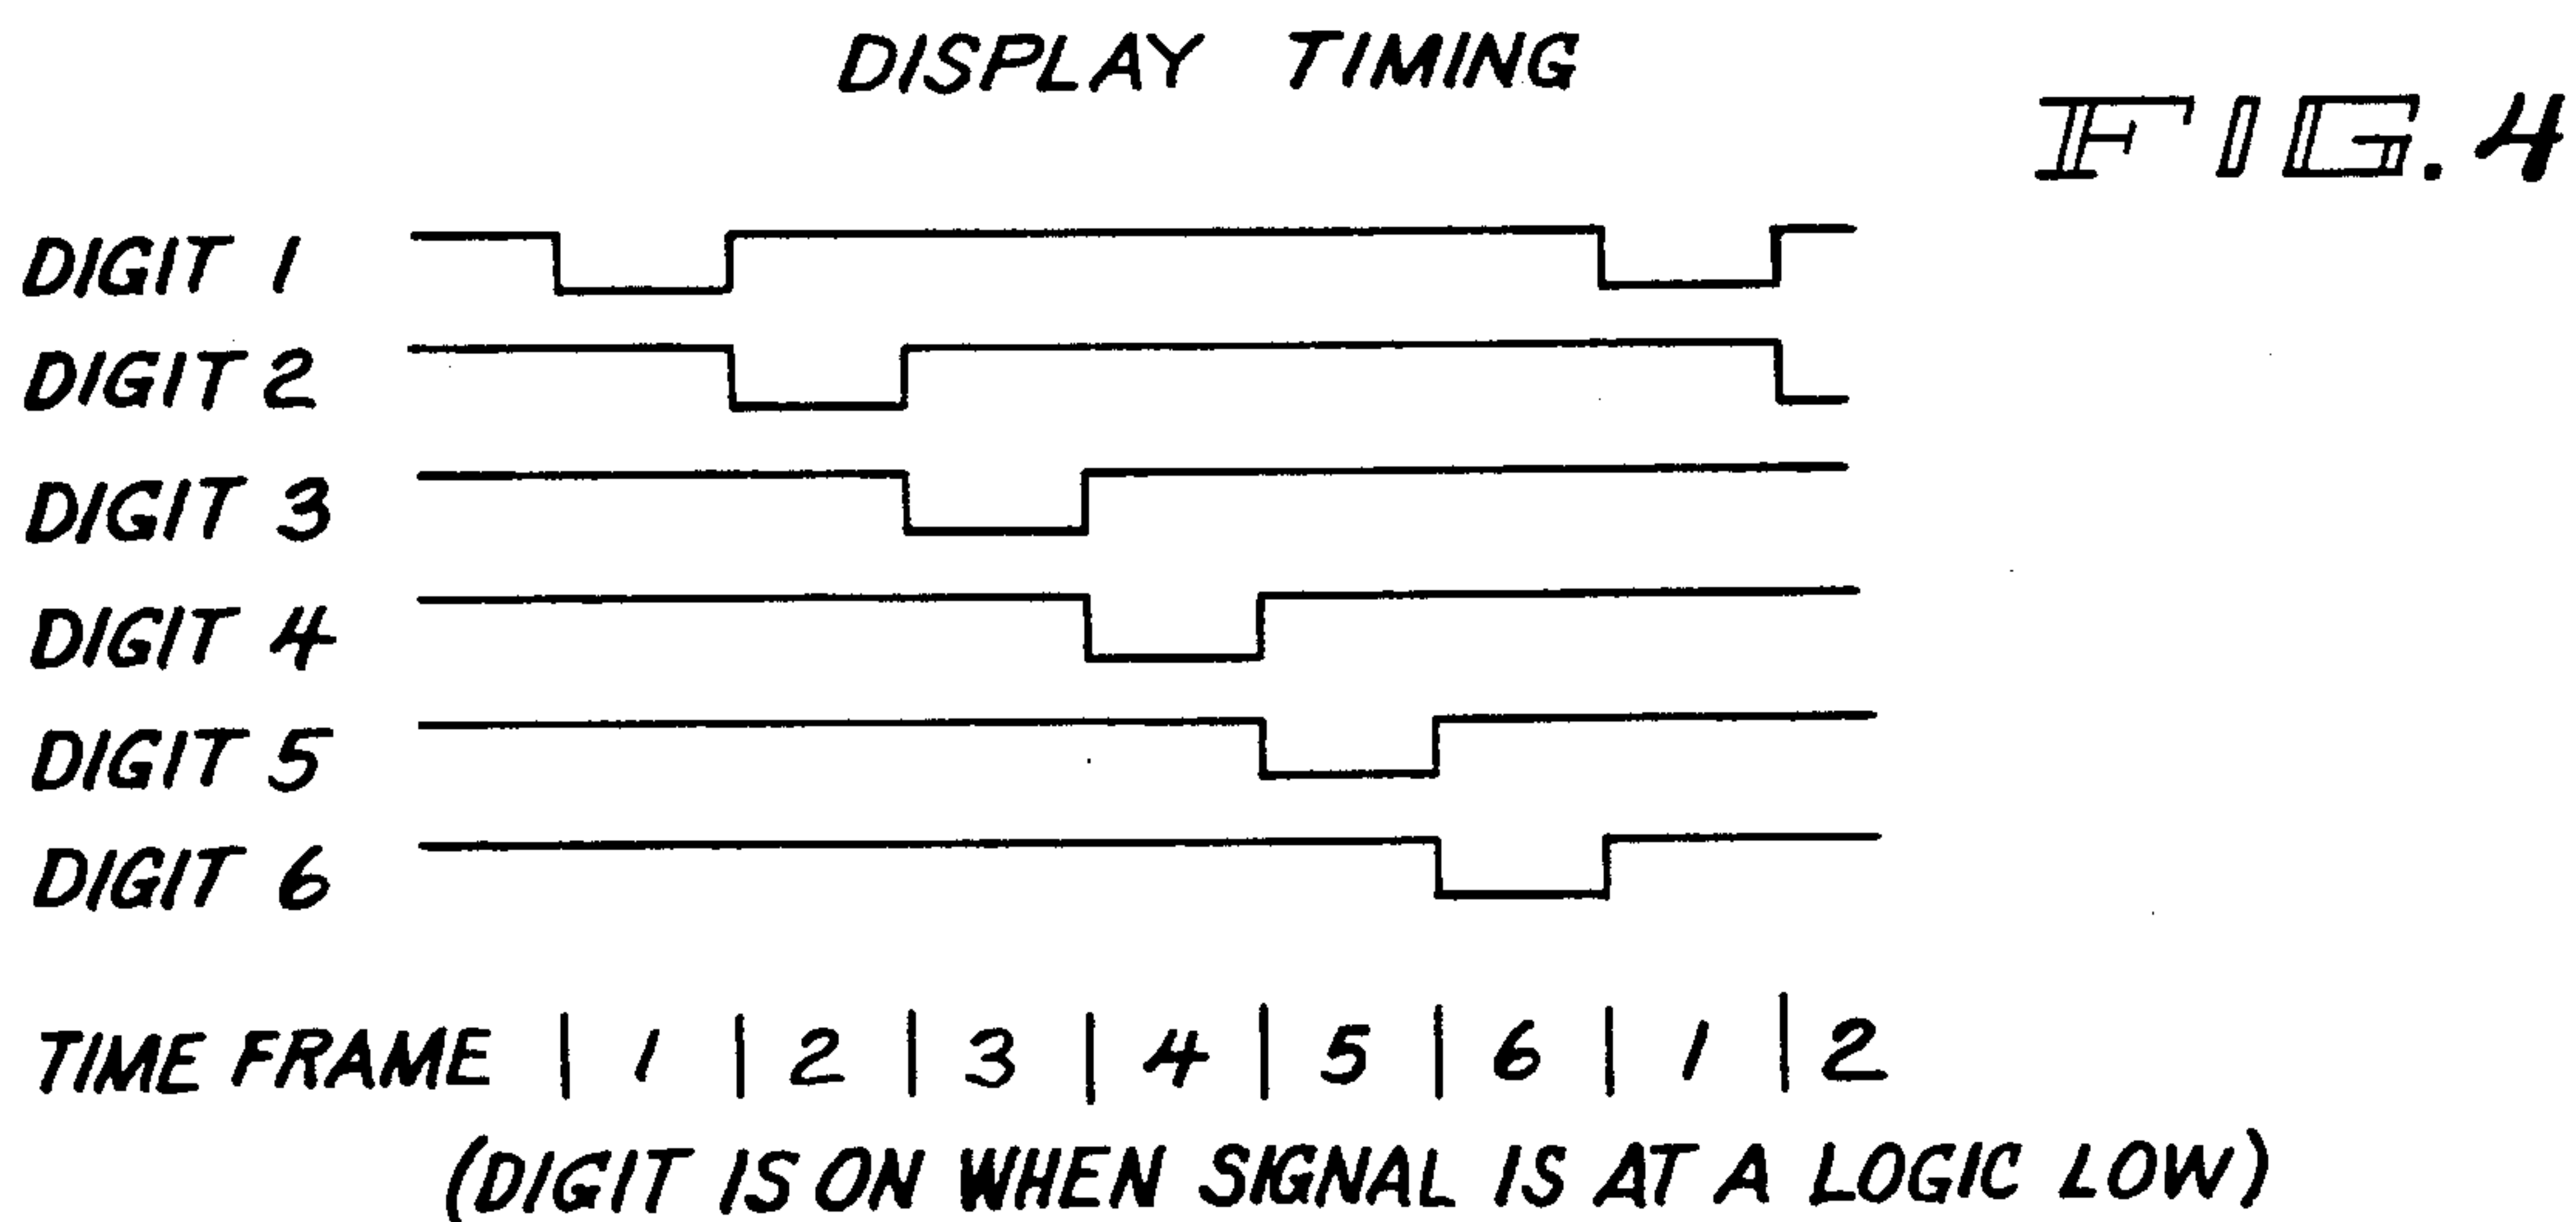 DISPLAY TIMING
FIG. 4
DIGIT 1
DIGIT 2
DIGIT 3
DIGIT 4
DIGIT 5
DIGIT 6
TIME FRAME | 1 | 2 | 3 | 4 | 5 | 6 | 1 | 2
(DIGIT IS ON WHEN SIGNAL IS AT A LOGIC LOW)